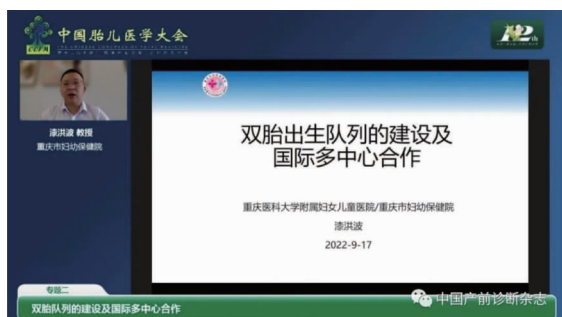 中国胎儿医学大会
12th
漆洪波 教授
重庆市妇幼保健院
双胎出生队列的建设及
国际多中心合作
重庆医科大学附属妇女儿童医院/重庆市妇幼保健院
漆洪波
2022-9-17
专题二
双胎队列的建设及国际多中心合作
中国产前诊断杂志